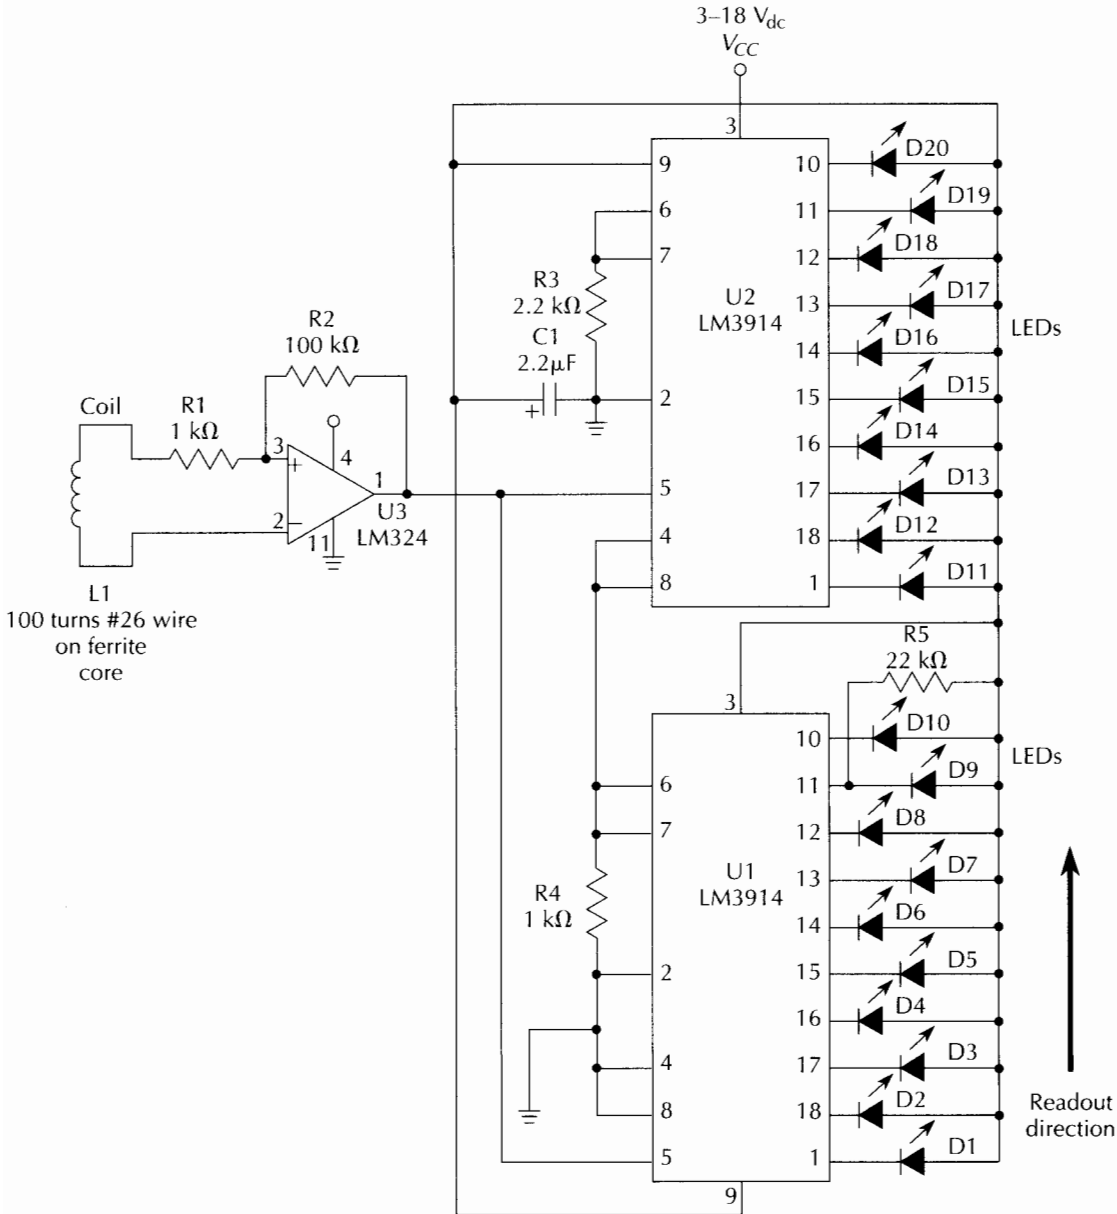 3–18 Vdc
VCC
3
9
10
D20
6
11
D19
7
12
D18
R3
2.2 kΩ
U2
LM3914
13
D17
LEDs
C1
2.2μF
14
D16
R2
100 kΩ
+
2
15
D15
Coil
R1
1 kΩ
16
D14
3
+
4
1
5
17
D13
2
−
11
U3
LM324
4
18
D12
8
1
D11
L1
100 turns #26 wire
on ferrite
core
R5
22 kΩ
3
10
D10
LEDs
6
11
D9
7
12
D8
U1
LM3914
13
D7
R4
1 kΩ
14
D6
2
15
D5
16
D4
4
17
D3
8
18
D2
Readout
direction
5
1
D1
9